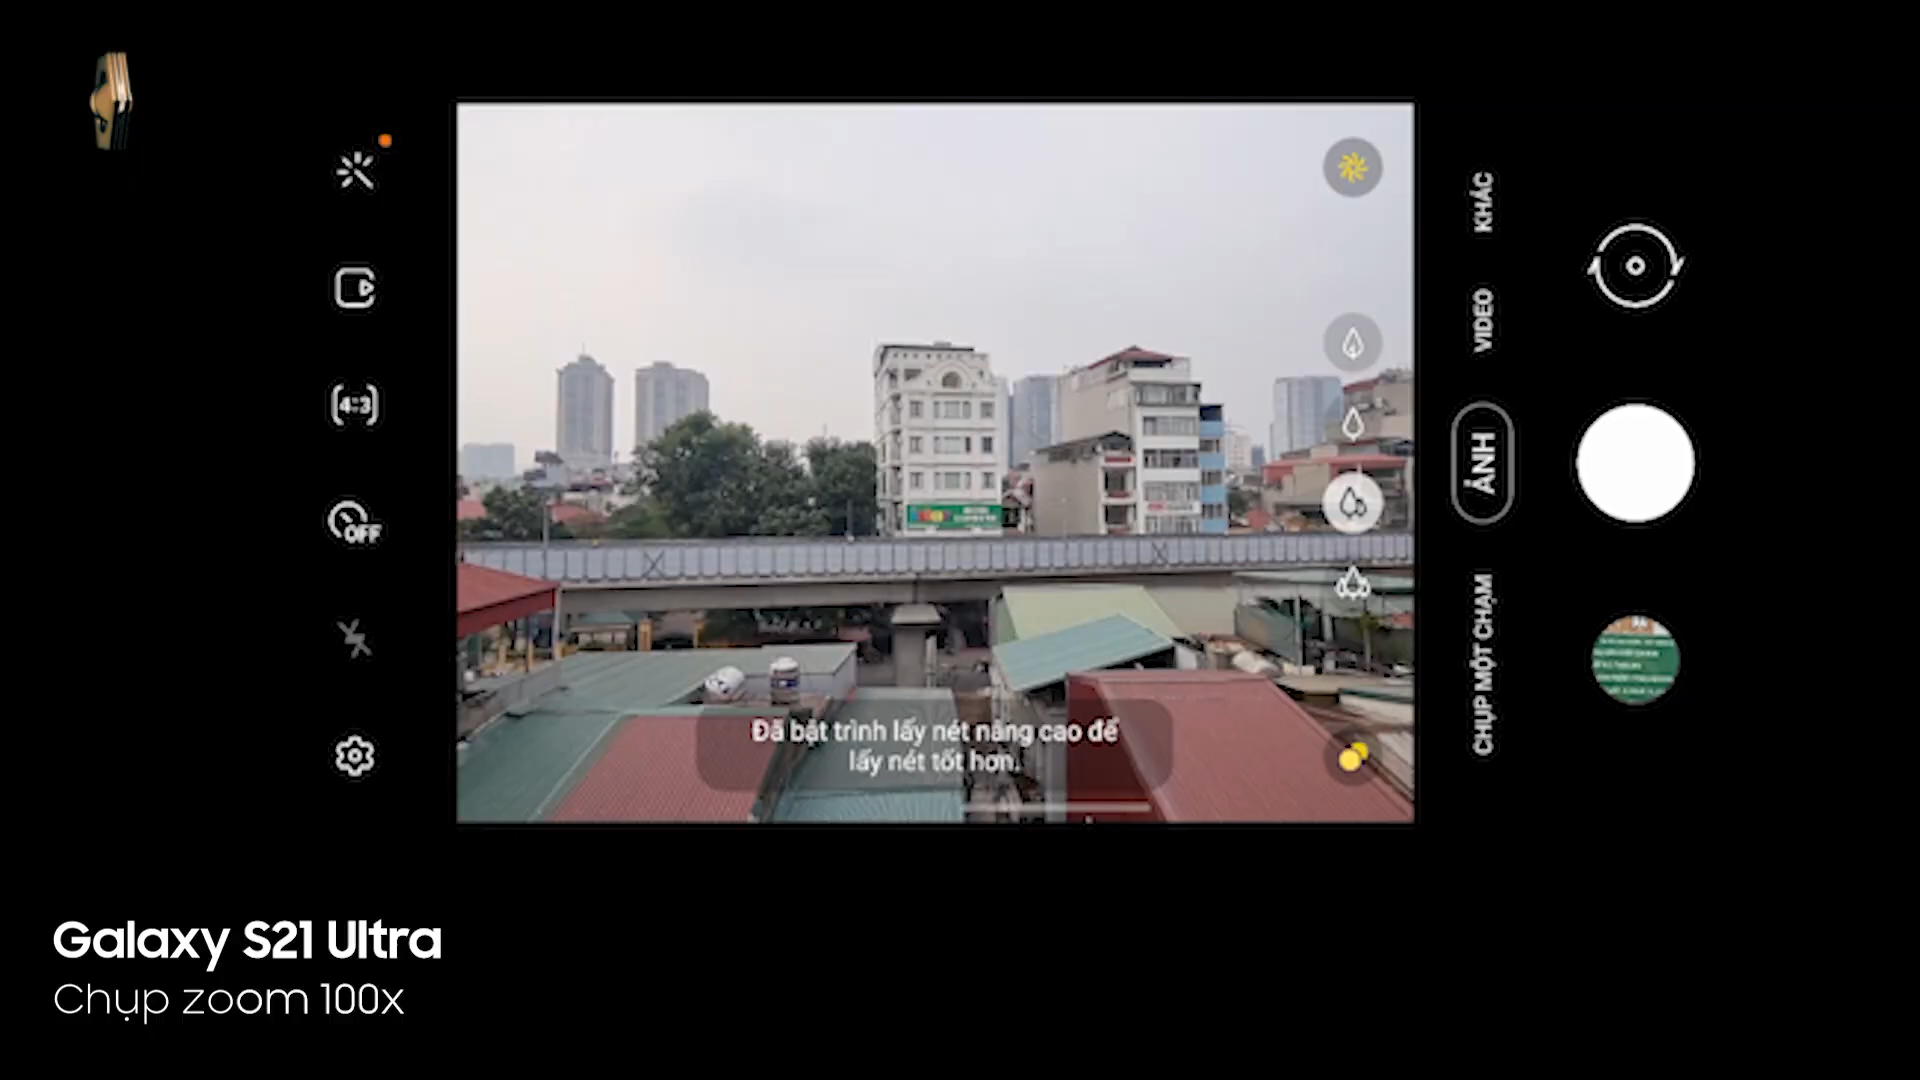 4:3
OFF
KHÁC
VIDEO
ẢNH
CHỤP MỘT CHẠM
Đã bật trình lấy nét nâng cao để
lấy nét tốt hơn.
Galaxy S21 Ultra
Chụp zoom 100x